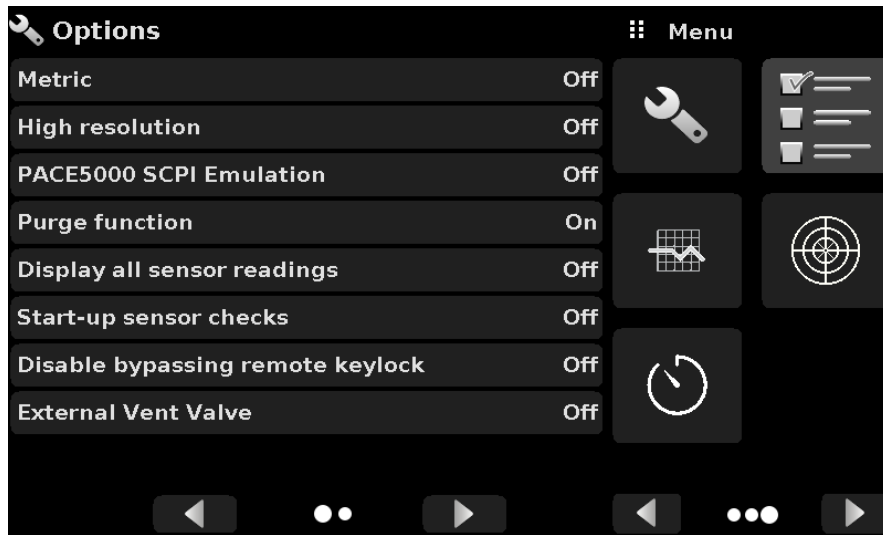 Options
Menu
Metric Off
High resolution Off
PACE5000 SCPI Emulation Off
Purge function On
Display all sensor readings Off
Start-up sensor checks Off
Disable bypassing remote keylock Off
External Vent Valve Off